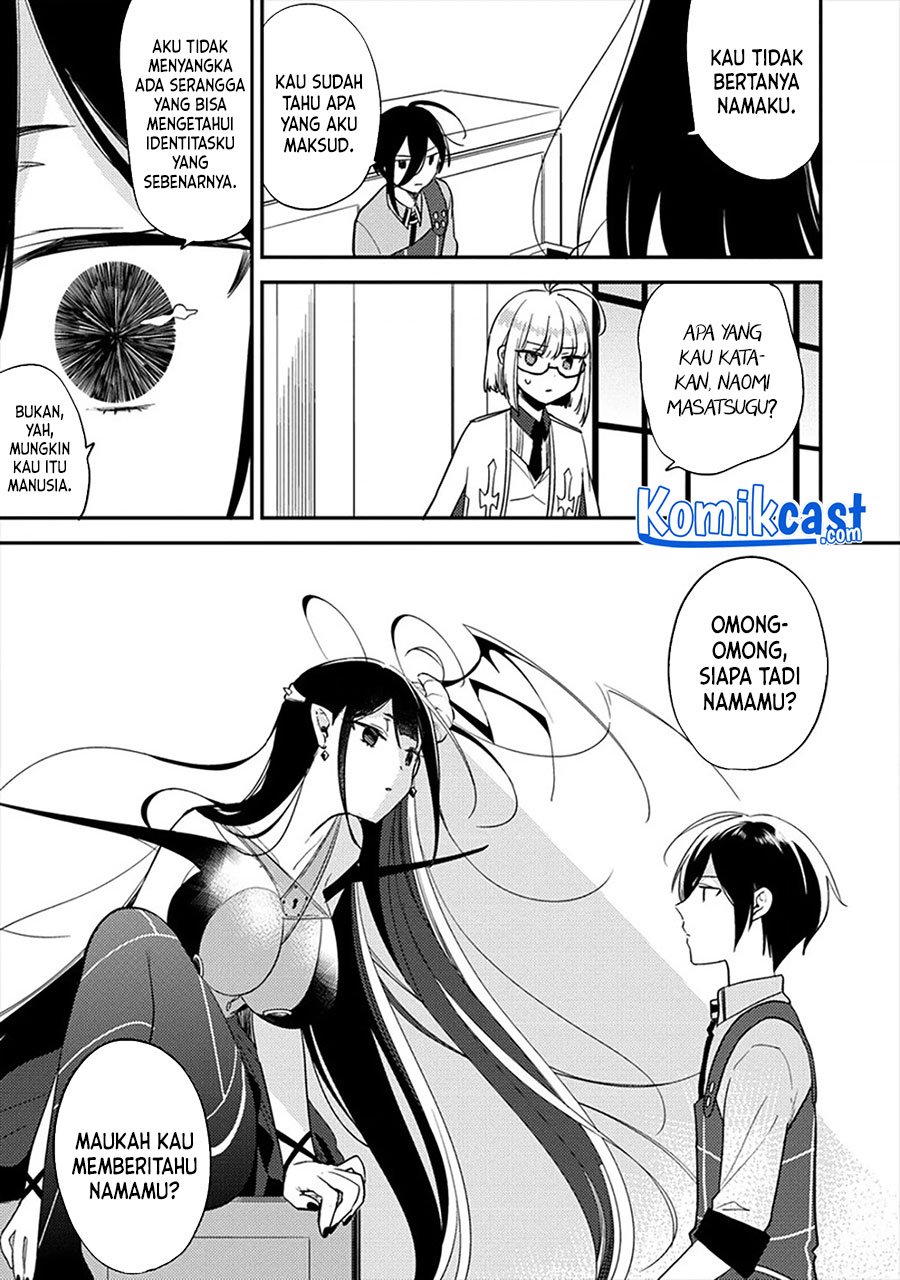 KAU TIDAK
BERTANYA
NAMAKU.
KAU SUDAH
TAHU APA
YANG AKU
MAKSUD.
AKU TIDAK
MENYANGKA
ADA SERANGGA
YANG BISA
MENGETAHUI
IDENTITASKU
YANG
SEBENARNYA.
APA YANG
KAU KATA-
KAN, NAOMI
MASATSUGU?
BUKAN,
YAH,
MUNGKIN
KAU ITU
MANUSIA.
Komikcast
.com
OMONG-
OMONG,
SIAPA TADI
NAMAMU?
MAUKAH KAU
MEMBERITAHU
NAMAMU?